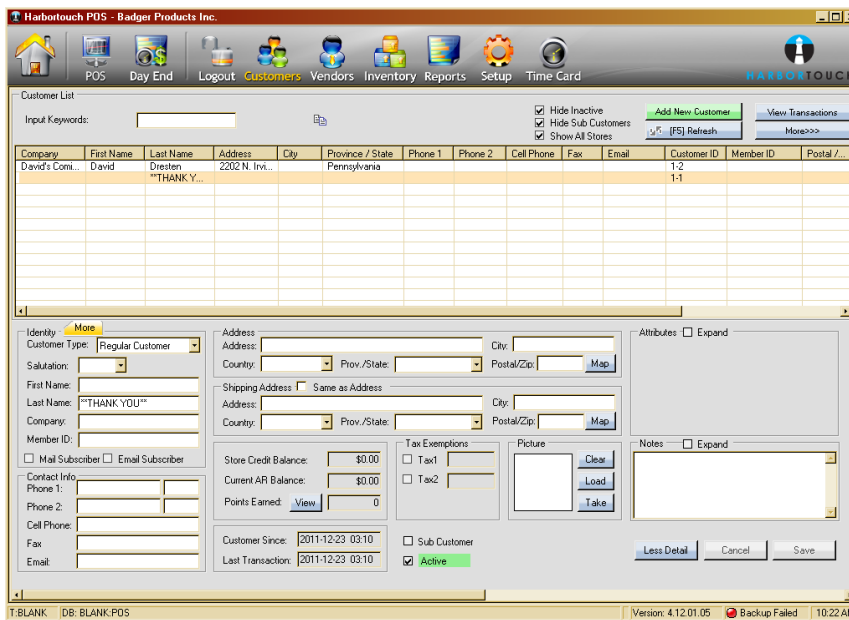 Harbortouch POS - Badger Products Inc.
POS Day End Logout Customers Vendors Inventory Reports Setup Time Card
HARBORTOUCH
Customer List
Input Keywords:
Hide Inactive
Hide Sub Customers
Show All Stores
Add New Customer View Transactions
[F5] Refresh More>>>
Company First Name Last Name Address City Province / State Phone 1 Phone 2 Cell Phone Fax Email Customer ID Member ID Postal /...
David's Comi... David Dresten 2202 N. Irvi... Pennsylvania 1-2
**THANK Y... 1-1
Identity More
Customer Type: Regular Customer
Salutation:
First Name:
Last Name: **THANK YOU**
Company:
Member ID:
Mail Subscriber Email Subscriber
Contact Info
Phone 1:
Phone 2:
Cell Phone:
Fax
Email:
Address
Address: City:
Country: Prov./State: Postal/Zip: Map
Shipping Address Same as Address
Address: City:
Country: Prov./State: Postal/Zip: Map
Store Credit Balance: $0.00
Current AR Balance: $0.00
Points Earned: View 0
Customer Since: 2011-12-23 03:10
Last Transaction: 2011-12-23 03:10
Tax Exemptions
Tax1
Tax2
Sub Customer
Active
Picture
Clear
Load
Take
Attributes Expand
Notes Expand
Less Detail Cancel Save
T:BLANK DB: BLANK:POS Version: 4.12.01.05 Backup Failed 10:22 AM